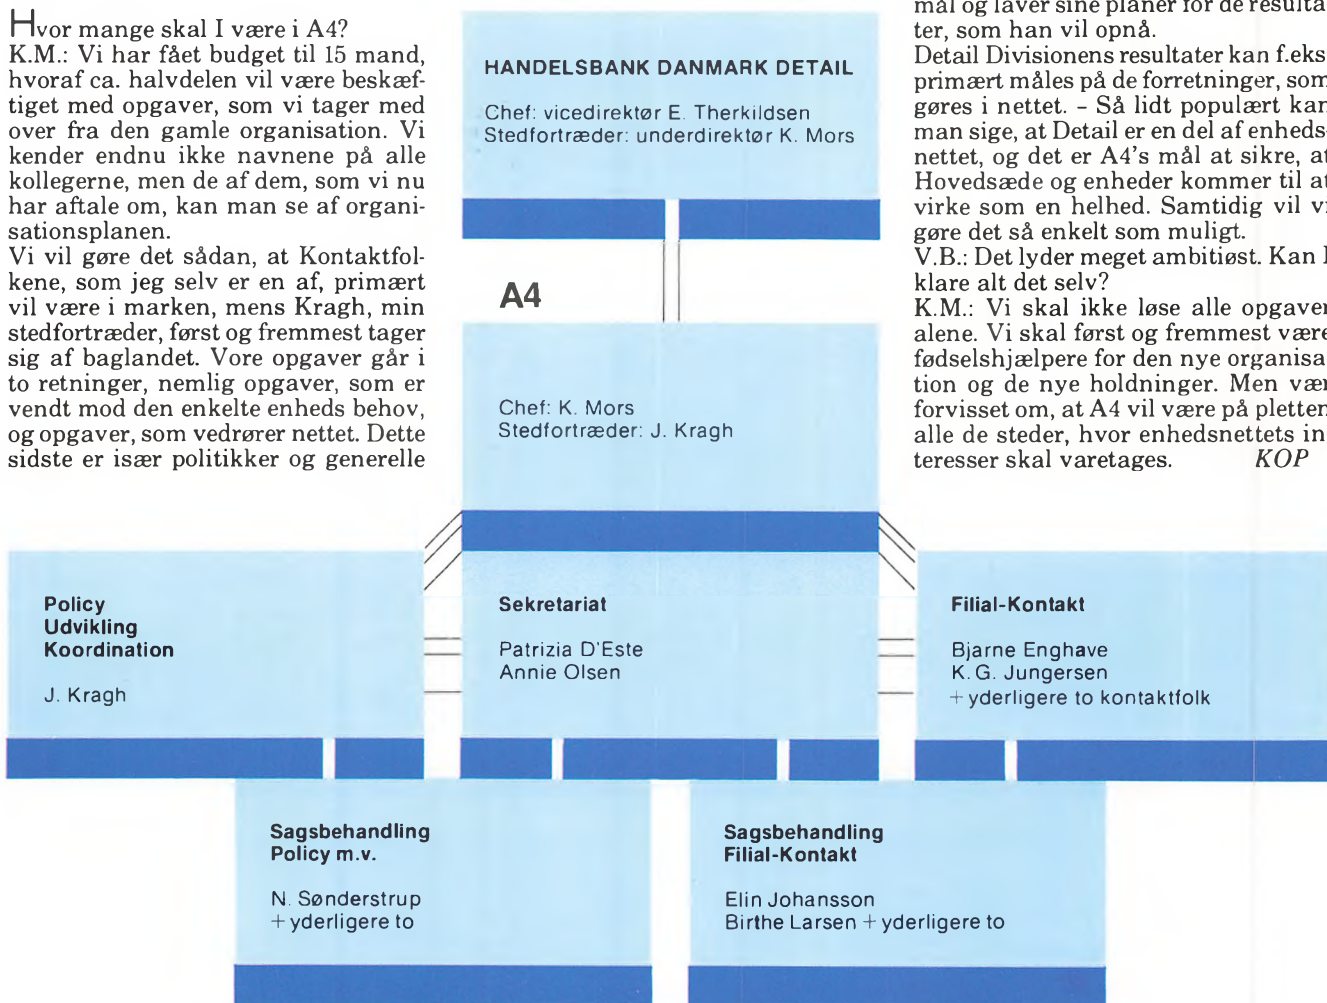 Hvor mange skal I være i A4?
K.M.: Vi har fået budget til 15 mand,
hvoraf ca. halvdelen vil være beskæf-
tiget med opgaver, som vi tager med
over fra den gamle organisation. Vi
kender endnu ikke navnene på alle
kollegerne, men de af dem, som vi nu
har aftale om, kan man se af organi-
sationsplanen.
Vi vil gøre det sådan, at Kontaktfol-
kene, som jeg selv er en af, primært
vil være i marken, mens Kragh, min
stedfortræder, først og fremmest tager
sig af baglandet. Vore opgaver går i
to retninger, nemlig opgaver, som er
vendt mod den enkelte enheds behov,
og opgaver, som vedrører nettet. Dette
sidste er især politikker og generelle
mål og laver sine planer for de resulta-
ter, som han vil opnå.
Detail Divisionens resultater kan f.eks.
primært måles på de forretninger, som
gøres i nettet. – Så lidt populært kan
man sige, at Detail er en del af enheds-
nettet, og det er A4's mål at sikre, at
Hovedsæde og enheder kommer til at
virke som en helhed. Samtidig vil vi
gøre det så enkelt som muligt.
V.B.: Det lyder meget ambitiøst. Kan I
klare alt det selv?
K.M.: Vi skal ikke løse alle opgaver
alene. Vi skal først og fremmest være
fødselshjælpere for den nye organisa-
tion og de nye holdninger. Men vær
forvisset om, at A4 vil være på pletten
alle de steder, hvor enhedsnettets in-
teresser skal varetages. KOP
HANDELSBANK DANMARK DETAIL
Chef: vicedirektør E. Therkildsen
Stedfortræder: underdirektør K. Mors
A4
Chef: K. Mors
Stedfortræder: J. Kragh
Policy
Udvikling
Koordination
J. Kragh
Sekretariat
Patrizia D'Este
Annie Olsen
Filial-Kontakt
Bjarne Enghave
K. G. Jungersen
+ yderligere to kontaktfolk
Sagsbehandling
Policy m.v.
N. Sønderstrup
+ yderligere to
Sagsbehandling
Filial-Kontakt
Elin Johansson
Birthe Larsen + yderligere to